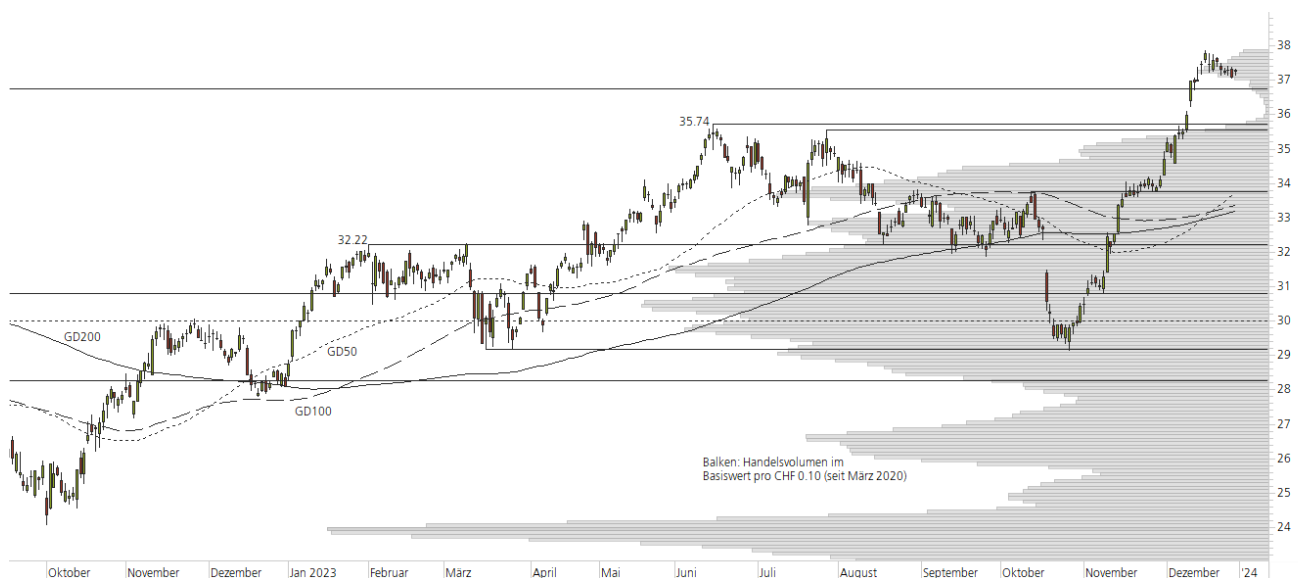 38
37
36
35.74
35
34
33
32.22
32
31
30
GD200
GD50
29
28
GD100
27
26
Balken: Handelsvolumen im
Basiswert pro CHF 0.10 (seit März 2020)
25
24
Oktober November Dezember Jan 2023 Februar März April Mai Juni Juli August September Oktober November Dezember '24